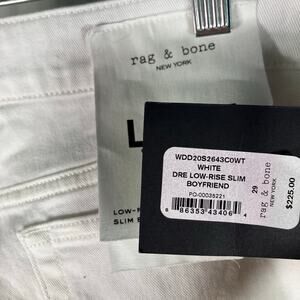 rag & bone
NEW YORK
L
LOW-R
SLIM B
WDD20S2643C0WT
WHITE
DRE LOW-RISE SLIM
BOYFRIEND
PO-00035221
8 86353 43406 4
29
rag & bone
NEW YORK
$225.00